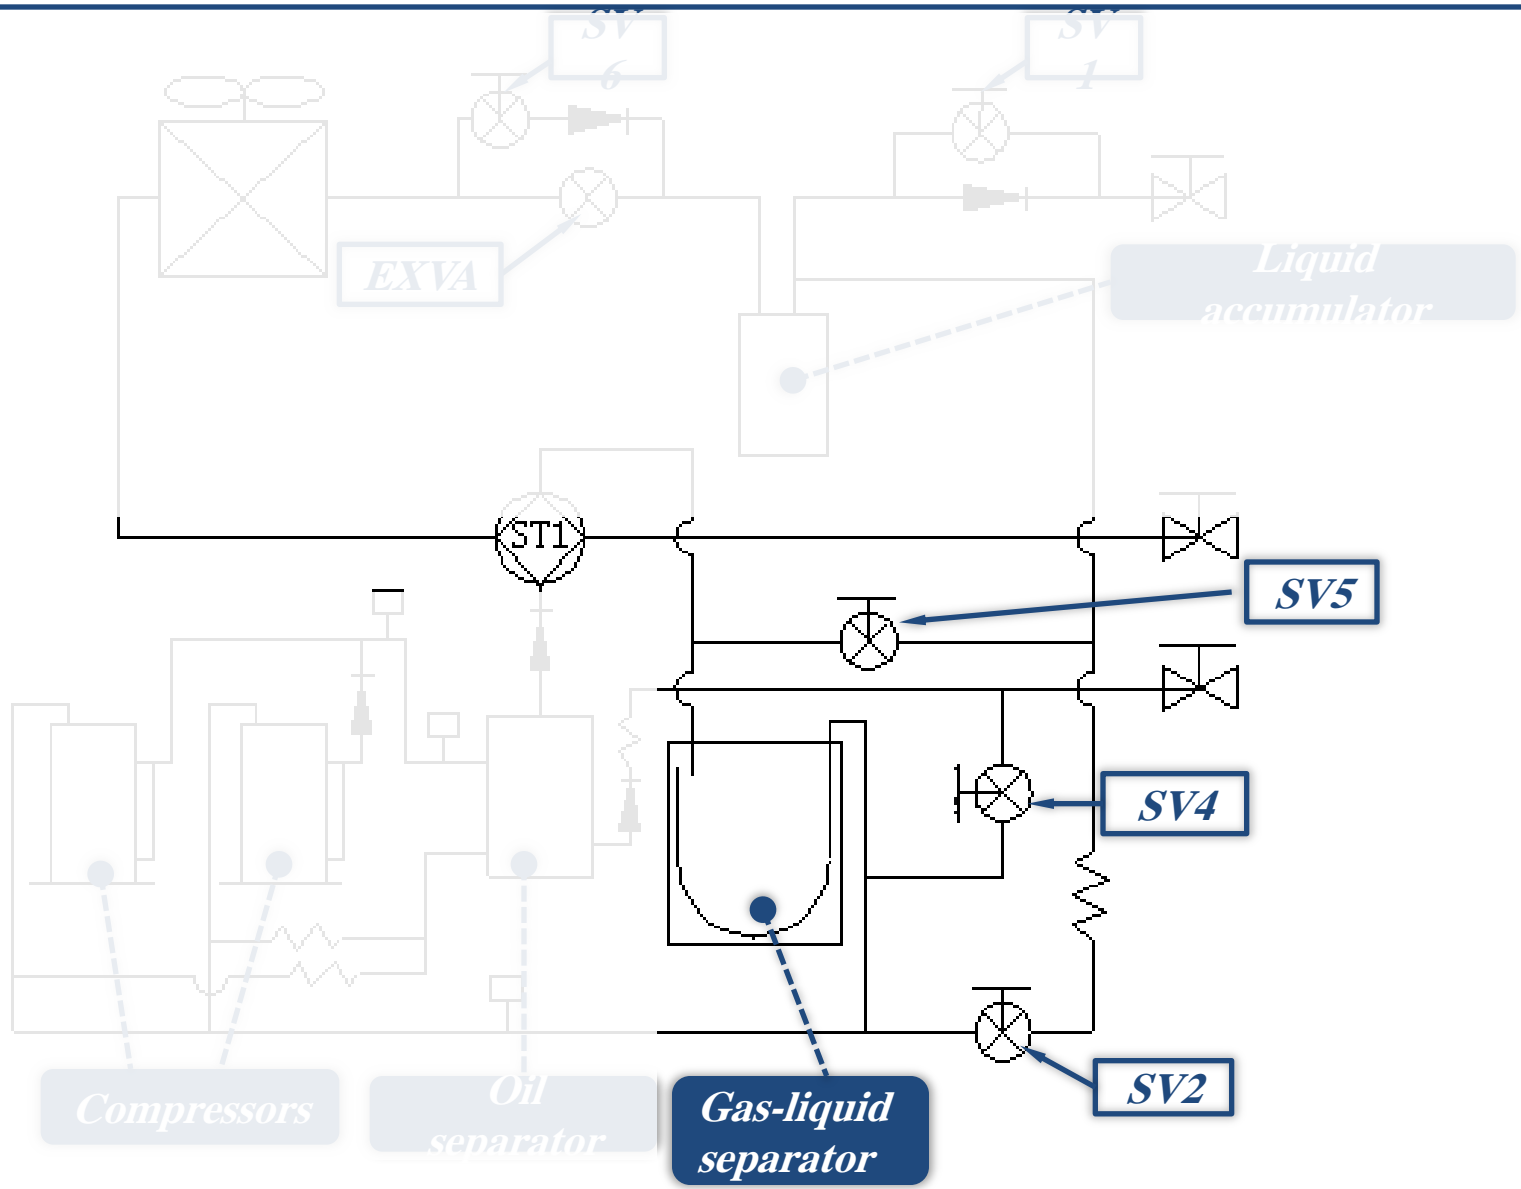 SV
6
SV
1
EXVA
Liquid
accumulator
ST1
SV5
SV4
SV2
Compressors
Oil
separator
Gas-liquid
separator